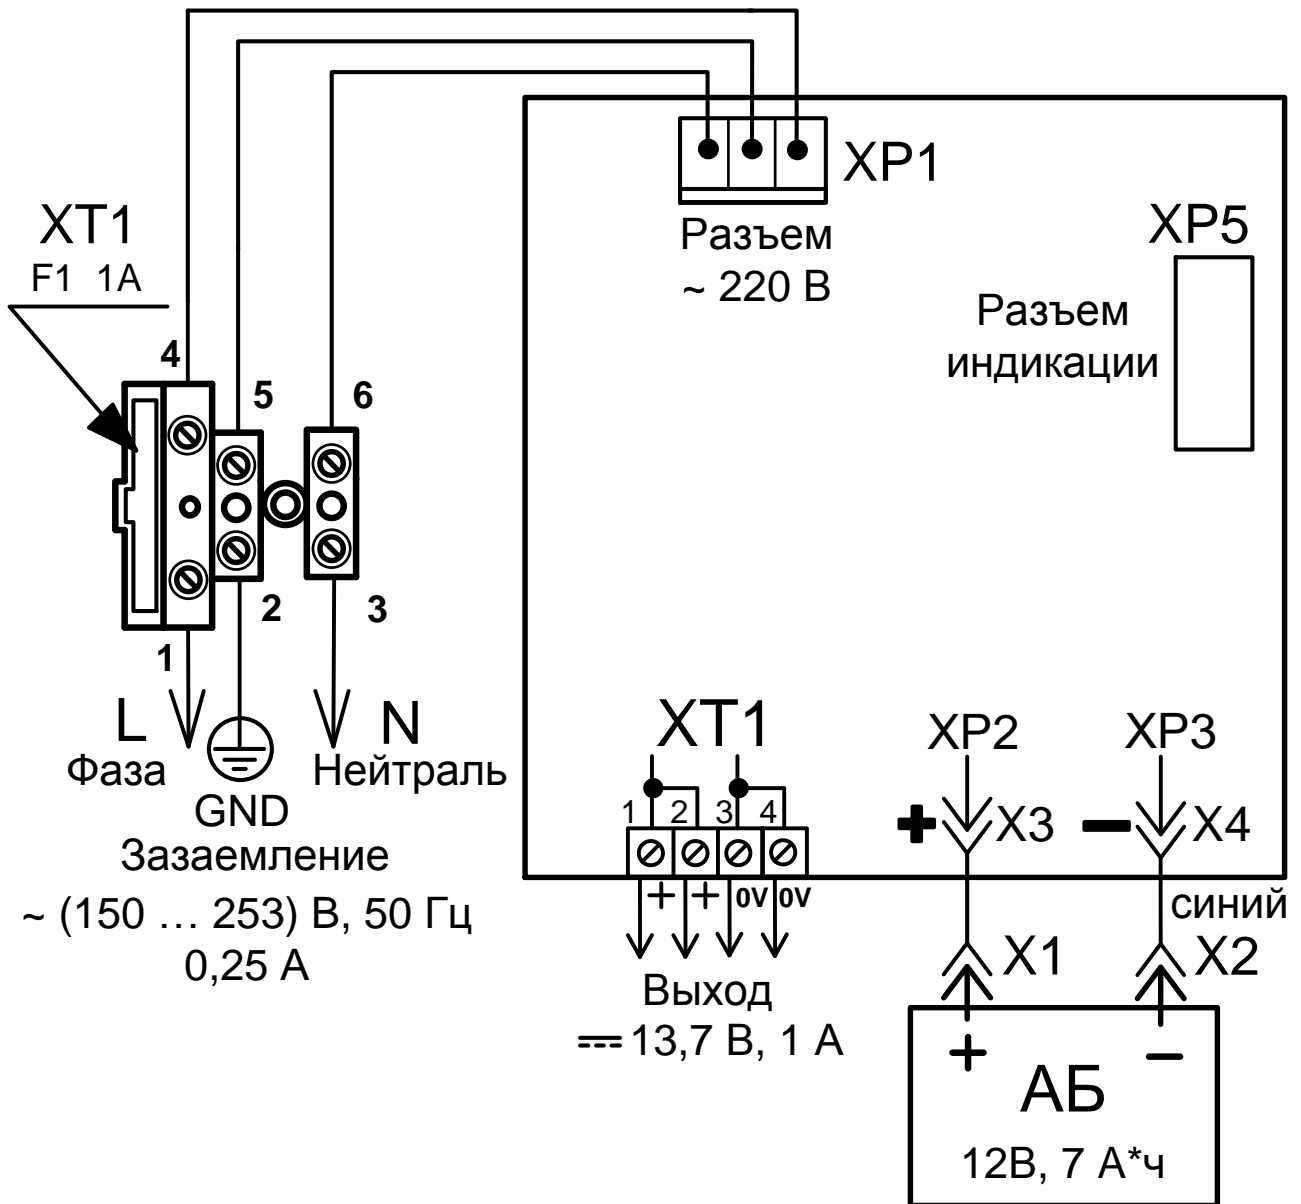 XP1
Разъем
~ 220 В
XP5
Разъем
индикации
XT1
F1 1А
4
5
6
1
2
3
L
Фаза
N
Нейтраль
GND
Зазаемление
~ (150 … 253) В, 50 Гц
0,25 А
XT1
1 2 3 4
+ + 0V 0V
Выход
13,7 В, 1 А
XP2
XP3
+ X3
− X4
синий
X1
X2
+ −
АБ
12В, 7 А*ч